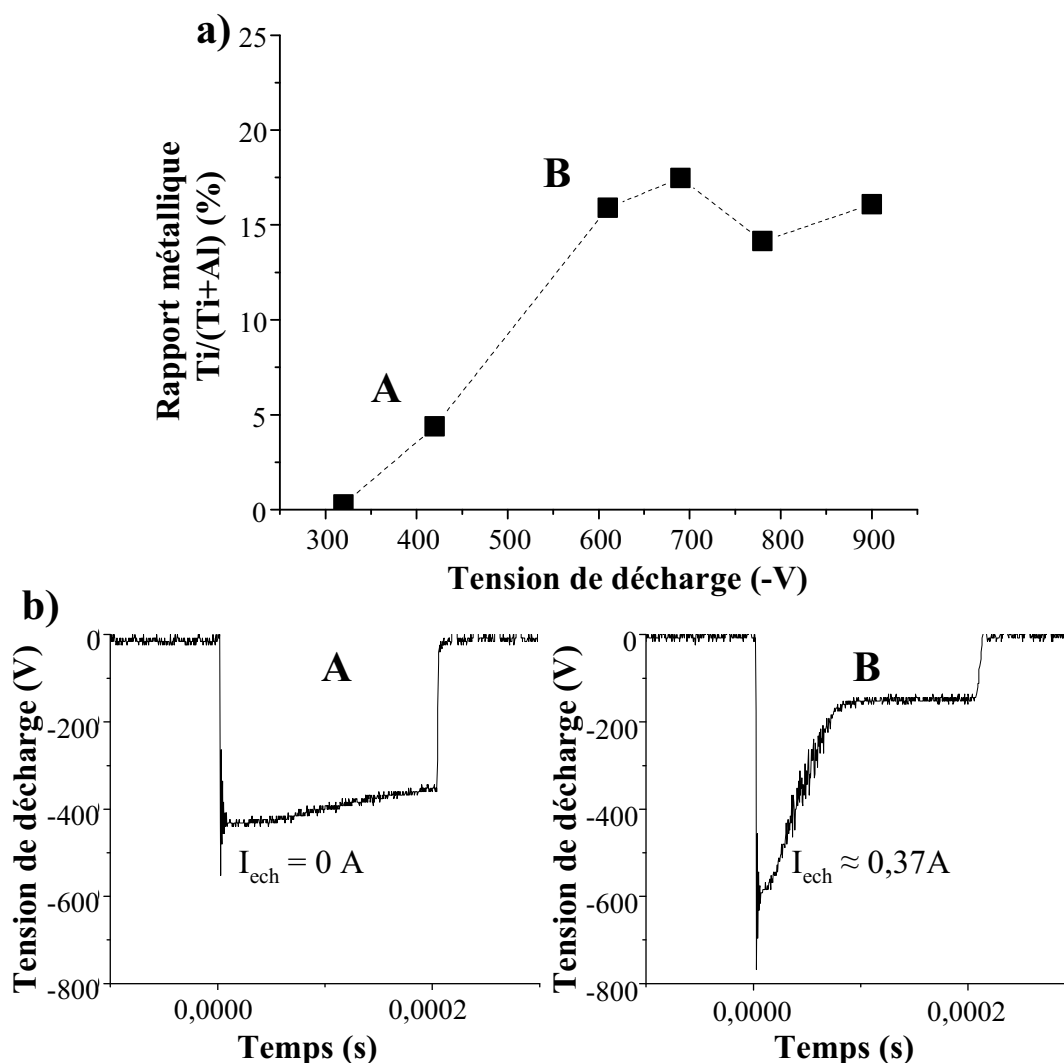 a)
25
20
15
10
5
0
Rapport métallique
Ti/(Ti+Al) (%)
A
B
300 400 500 600 700 800 900
Tension de décharge (-V)
b)
0
-200
-400
-600
-800
Tension de décharge (V)
A
I_ech = 0 A
0,0000 0,0002
Temps (s)
0
-200
-400
-600
-800
Tension de décharge (V)
B
I_ech ≈ 0,37A
0,0000 0,0002
Temps (s)